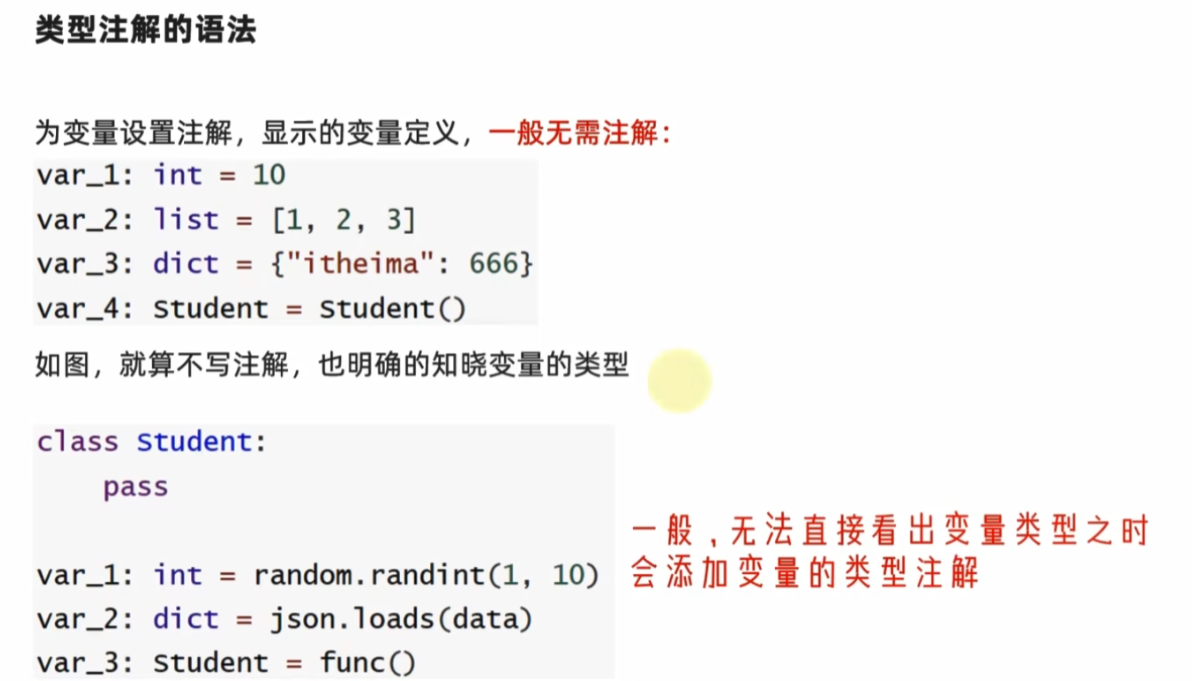 类型注解的语法
为变量设置注解，显示的变量定义，一般无需注解：
var_1: int = 10
var_2: list = [1, 2, 3]
var_3: dict = {"itheima": 666}
var_4: Student = Student()
如图，就算不写注解，也明确的知晓变量的类型
class Student:
    pass
var_1: int = random.randint(1, 10)
var_2: dict = json.loads(data)
var_3: Student = func()
一般，无法直接看出变量类型之时
会添加变量的类型注解